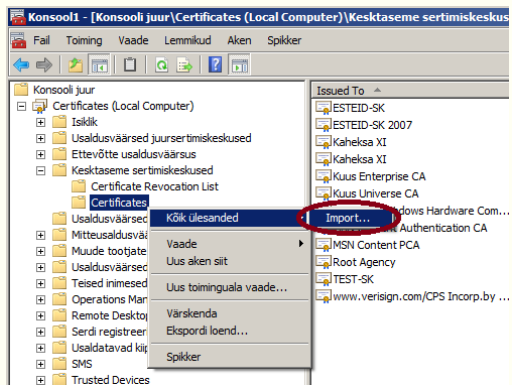 Konsool1 - [Konsooli juur\Certificates (Local Computer)\Kesktaseme sertimiskeskus
Fail Toiming Vaade Lemmikud Aken Spikker
Konsooli juur
Certificates (Local Computer)
Isiklik
Usaldusväärsed juursertimiskeskused
Ettevõtte usaldusväärsus
Kesktaseme sertimiskeskused
Certificate Revocation List
Certificates
Usaldusväärsed
Mitteusaldusvää
Muude tootjate
Usaldusväärsed
Teised inimesed
Operations Man
Remote Desktop
Serdi registreeri
Usaldatavad kiip
SMS
Trusted Devices
Kõik ülesanded
Vaade
Uus aken siit
Uus toiminguala vaade...
Värskenda
Ekspordi loend...
Spikker
Import...
Issued To
ESTEID-SK
ESTEID-SK 2007
Kaheksa XI
Kaheksa XI
Kuus Enterprise CA
Kuus Universe CA
dows Hardware Com...
Authentication CA
MSN Content PCA
Root Agency
TEST-SK
www.verisign.com/CPS Incorp.by ...